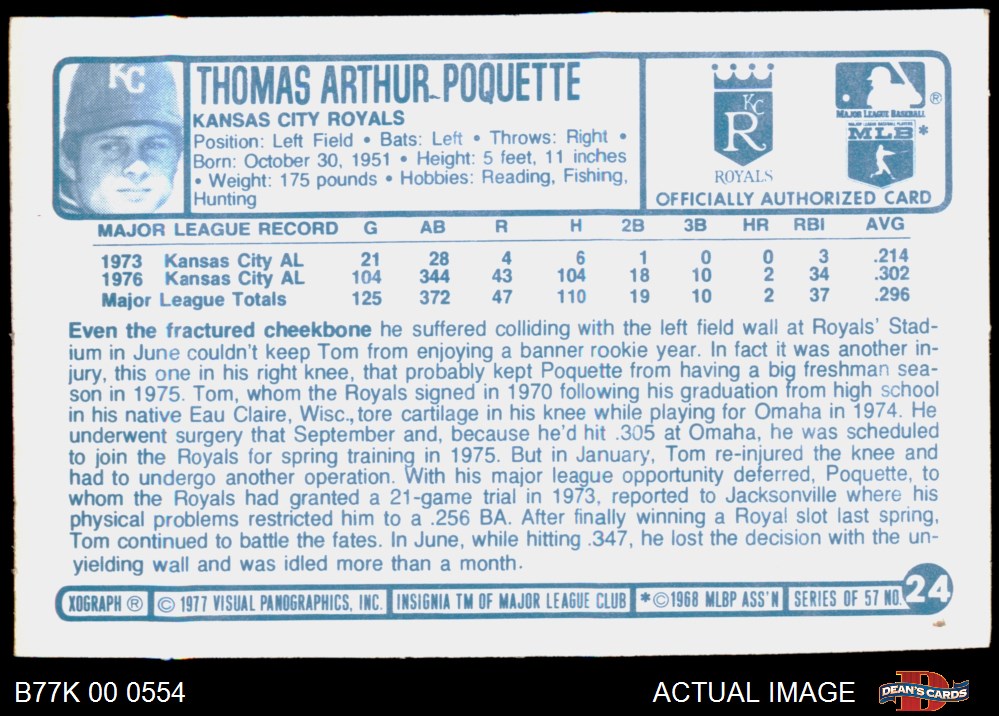 KC
THOMAS ARTHUR POQUETTE
KANSAS CITY ROYALS
Position: Left Field • Bats: Left • Throws: Right •
Born: October 30, 1951 • Height: 5 feet, 11 inches
• Weight: 175 pounds • Hobbies: Reading, Fishing,
Hunting
KC
R
ROYALS
®
MAJOR LEAGUE BASEBALL
MAJOR LEAGUE BASEBALL PLAYERS
MLB*
OFFICIALLY AUTHORIZED CARD
MAJOR LEAGUE RECORD G AB R H 2B 3B HR RBI AVG
1973 Kansas City AL 21 28 4 6 1 0 0 3 .214
1976 Kansas City AL 104 344 43 104 18 10 2 34 .302
Major League Totals 125 372 47 110 19 10 2 37 .296
Even the fractured cheekbone he suffered colliding with the left field wall at Royals' Stad-
ium in June couldn't keep Tom from enjoying a banner rookie year. In fact it was another in-
jury, this one in his right knee, that probably kept Poquette from having a big freshman sea-
son in 1975. Tom, whom the Royals signed in 1970 following his graduation from high school
in his native Eau Claire, Wisc., tore cartilage in his knee while playing for Omaha in 1974. He
underwent surgery that September and, because he'd hit .305 at Omaha, he was scheduled
to join the Royals for spring training in 1975. But in January, Tom re-injured the knee and
had to undergo another operation. With his major league opportunity deferred, Poquette, to
whom the Royals had granted a 21-game trial in 1973, reported to Jacksonville where his
physical problems restricted him to a .256 BA. After finally winning a Royal slot last spring,
Tom continued to battle the fates. In June, while hitting .347, he lost the decision with the un-
yielding wall and was idled more than a month.
XOGRAPH ® © 1977 VISUAL PANOGRAPHICS, INC. INSIGNIA TM OF MAJOR LEAGUE CLUB *©1968 MLBP ASS'N SERIES OF 57 NO. 24
B77K 00 0554 ACTUAL IMAGE DEAN'S CARDS